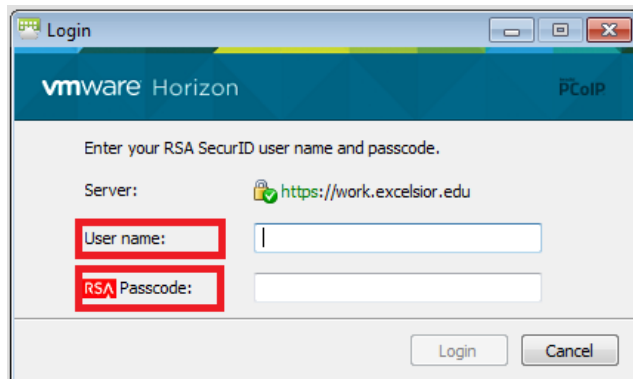 Login
vmware Horizon
PCoIP
Enter your RSA SecurID user name and passcode.
Server: https://work.excelsior.edu
User name:
RSA Passcode:
Login Cancel